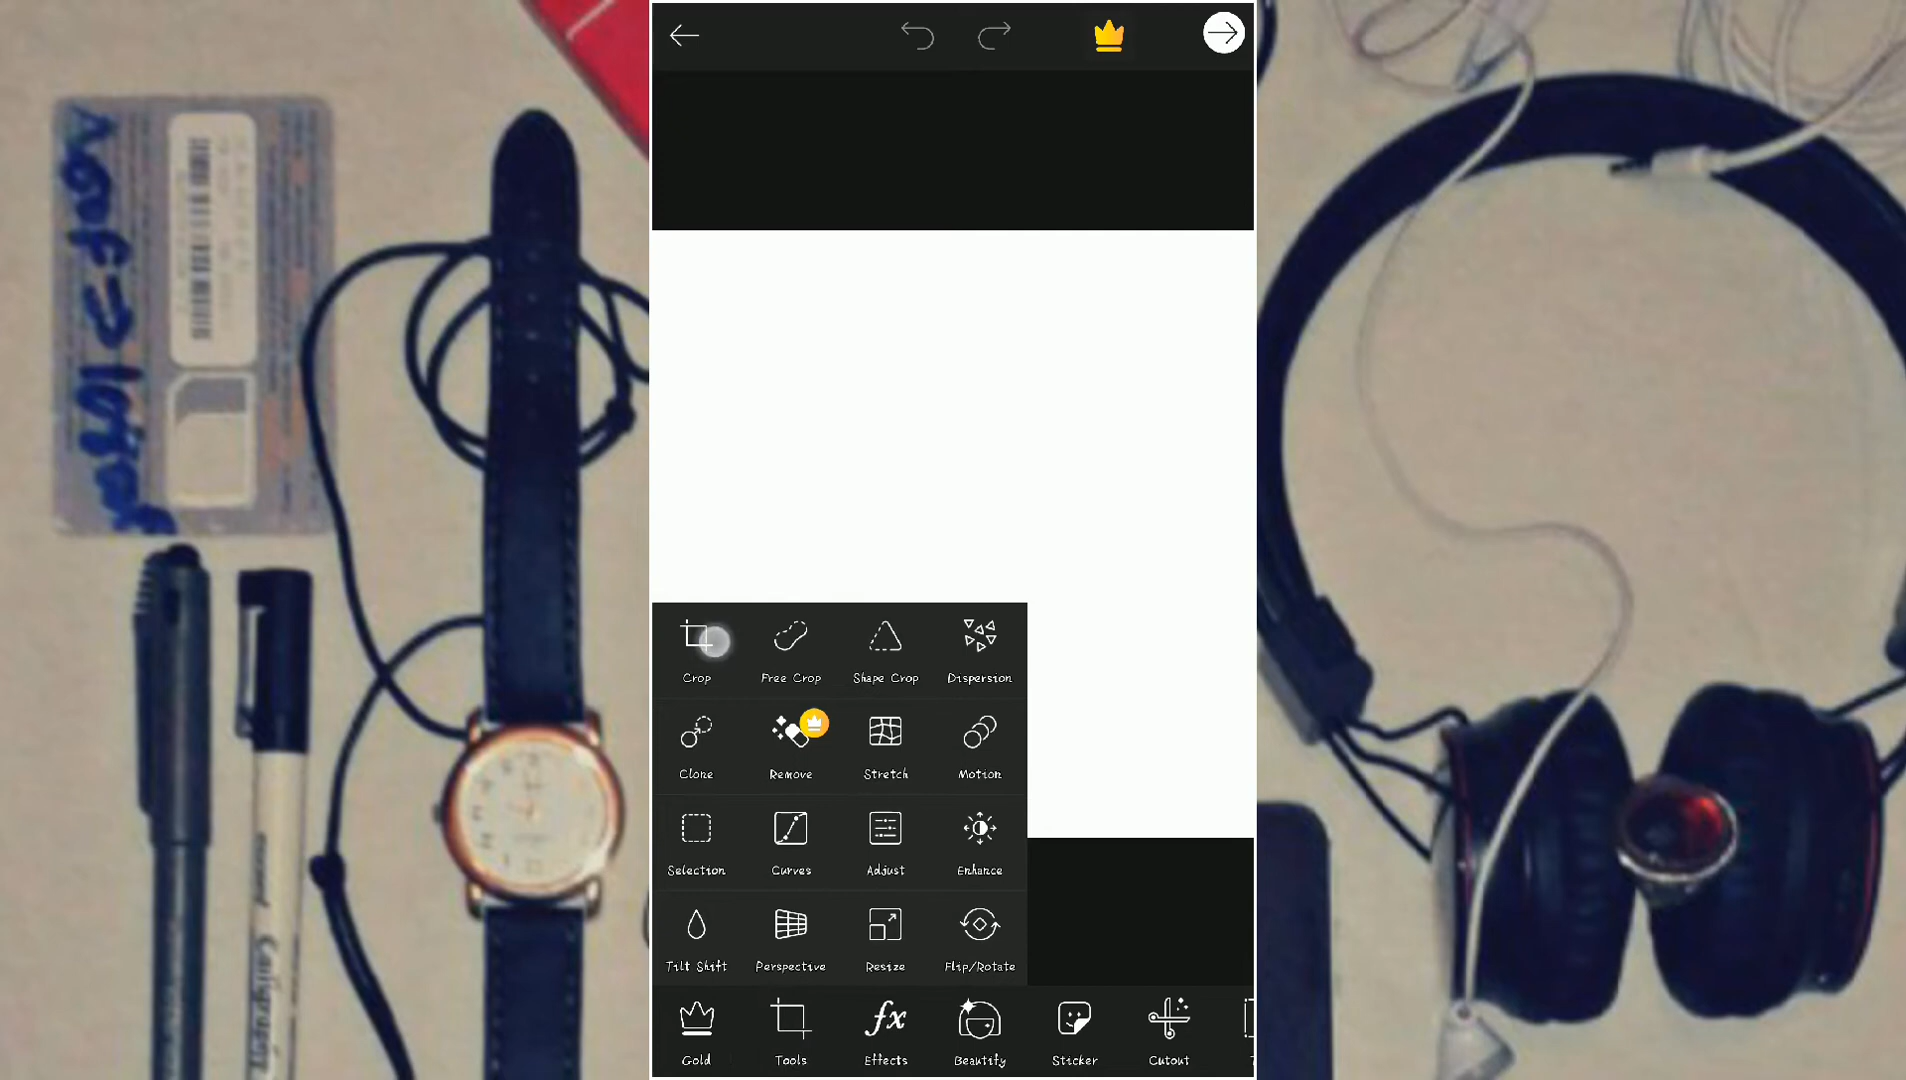 Crop
Free Crop
Shape Crop
Dispersion
Clone
Remove
Stretch
Motion
Selection
Curves
Adjust
Enhance
Tilt Shift
Perspective
Resize
Flip/Rotate
Gold
Tools
fx
Effects
Beautify
Sticker
Cutout